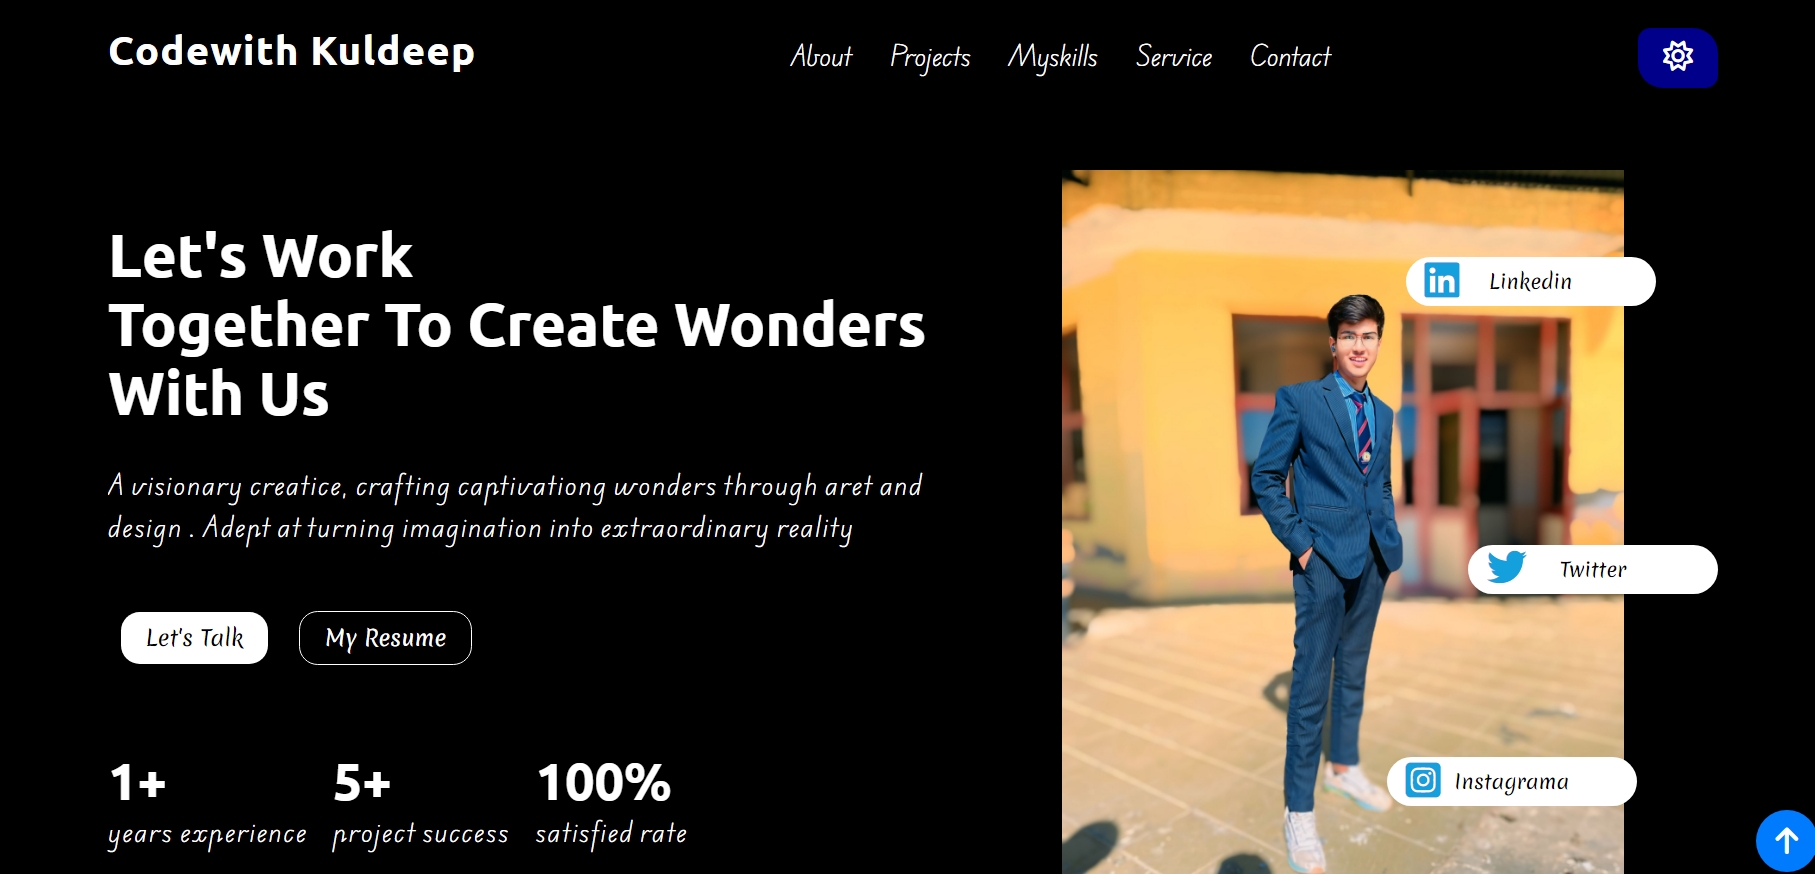 Codewith Kuldeep
About Projects Myskills Service Contact
Let's Work
Together To Create Wonders
With Us
A visionary creatice, crafting captivationg wonders through aret and
design . Adept at turning imagination into extraordinary reality
Let's Talk
My Resume
1+
years experience
5+
project success
100%
satisfied rate
in Linkedin
Twitter
Instagrama